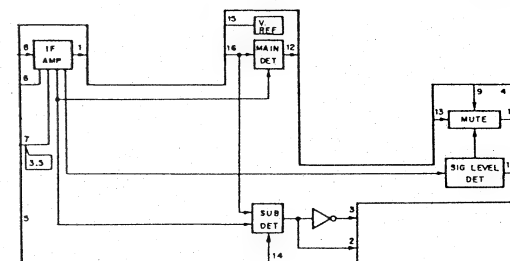 15
V. REF
8
IF AMP
1
16
MAIN DET
12
6
9
4
13
MUTE
7
3.5
SIG LEVEL DET
5
SUB DET
3
2
14